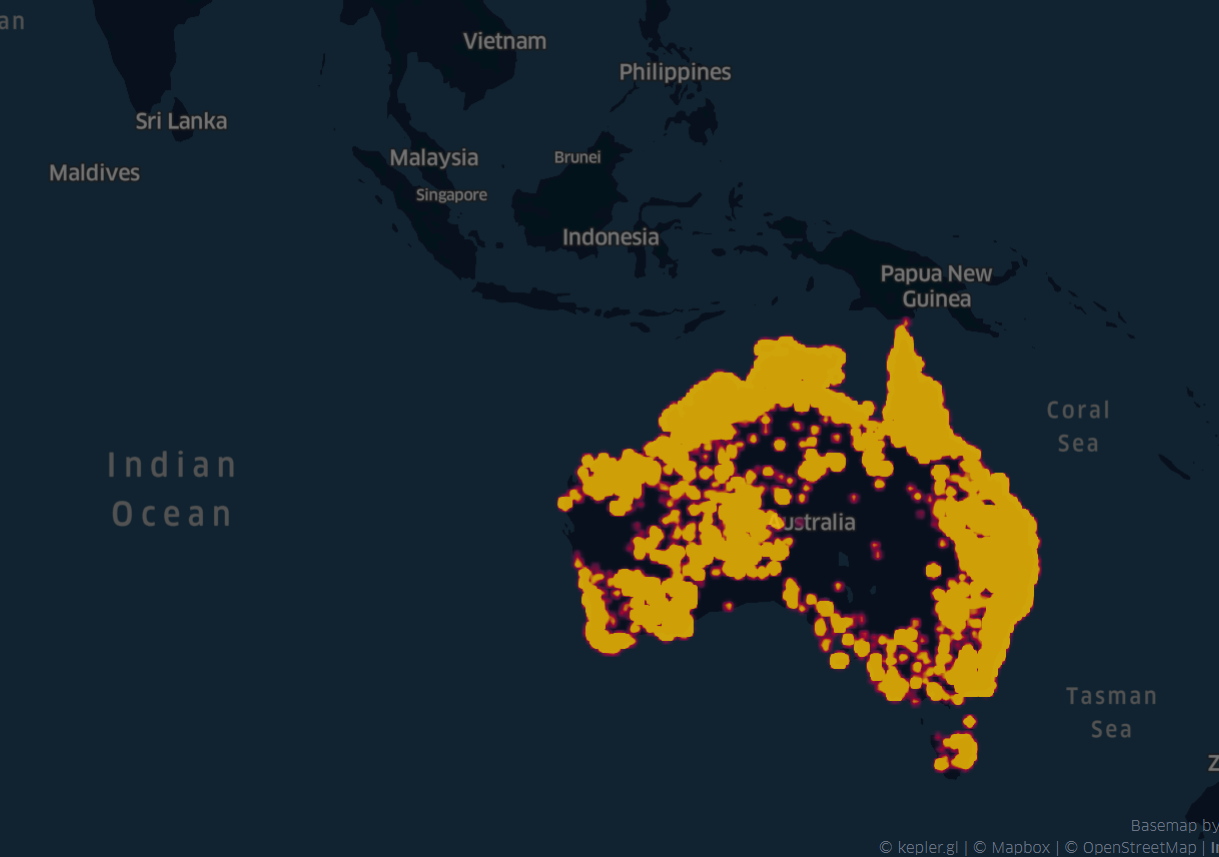 an
Vietnam
Philippines
Sri Lanka
Malaysia
Brunei
Maldives
Singapore
Indonesia
Papua New
Guinea
Coral
Sea
Indian
Ocean
Australia
Tasman
Sea
Z
Basemap by
© kepler.gl | © Mapbox | © OpenStreetMap |